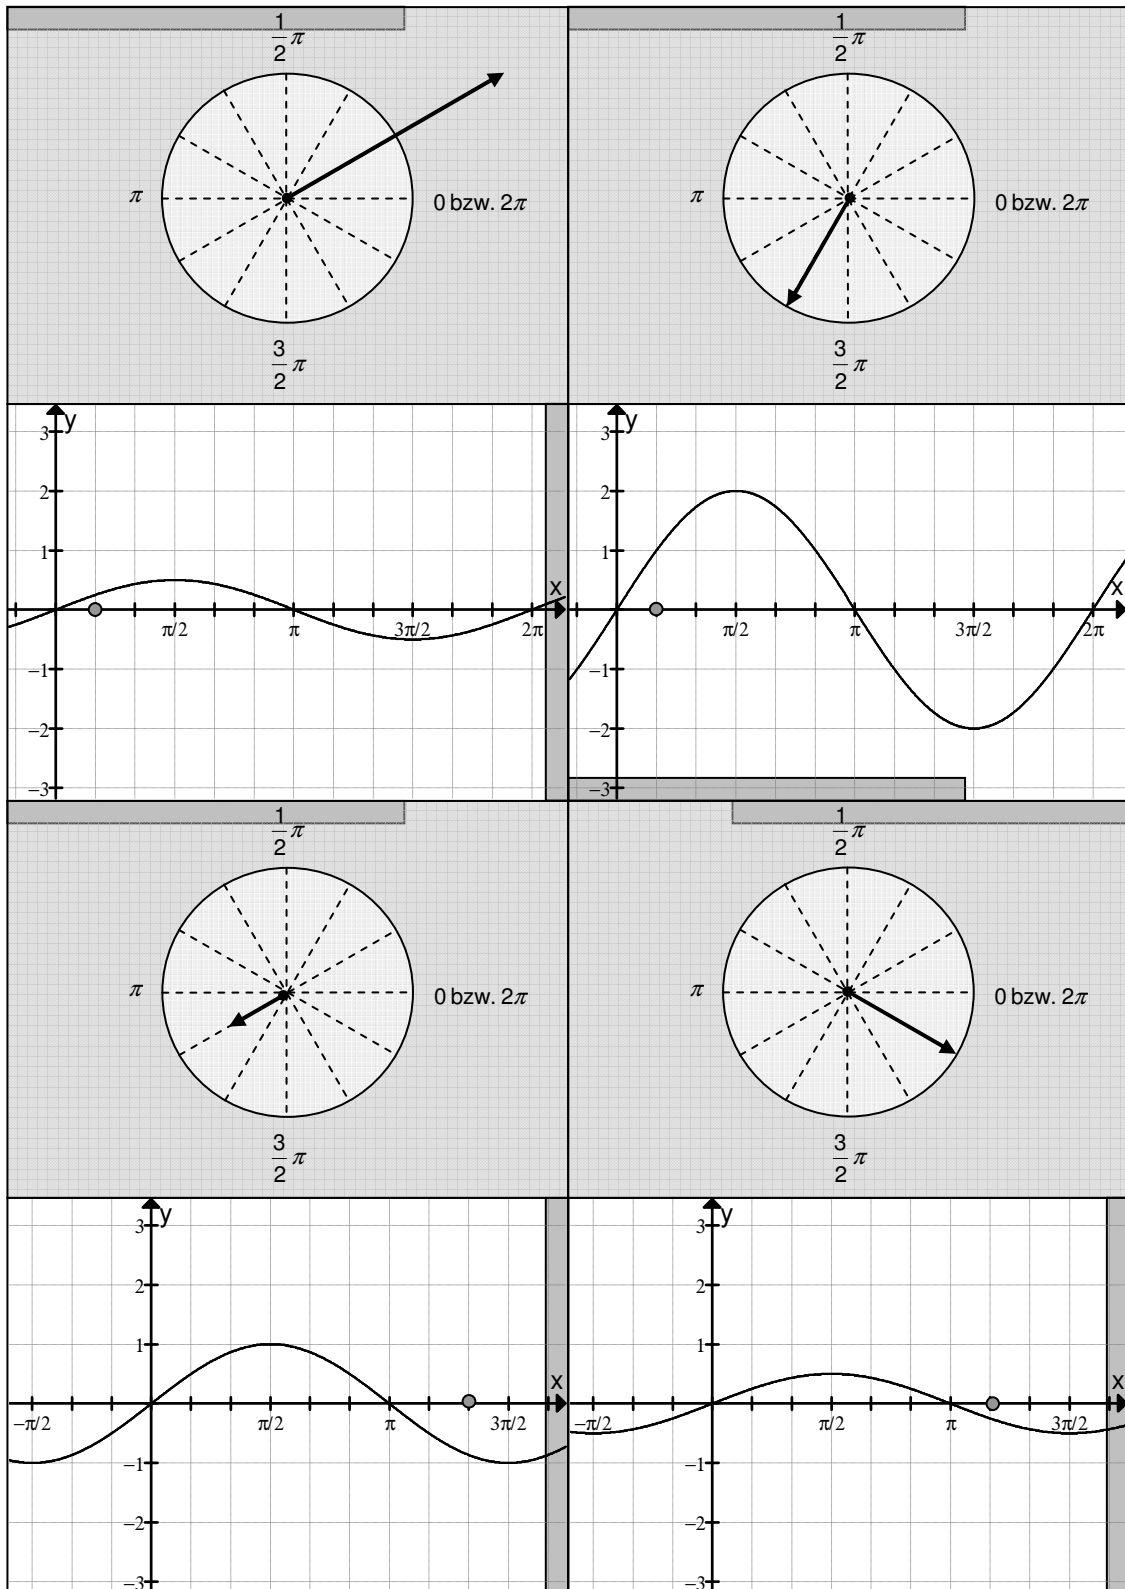 1/2 π 1/2 π
π 0 bzw. 2π π 0 bzw. 2π
3/2 π 3/2 π
y y
3 3
2 2
1 1
x x
π/2 π 3π/2 2π π/2 π 3π/2 2π
−1 −1
−2 −2
−3 −3
1/2 π 1/2 π
π 0 bzw. 2π π 0 bzw. 2π
3/2 π 3/2 π
y y
3 3
2 2
1 1
x x
−π/2 π/2 π 3π/2 −π/2 π/2 π 3π/2
−1 −1
−2 −2
−3 −3